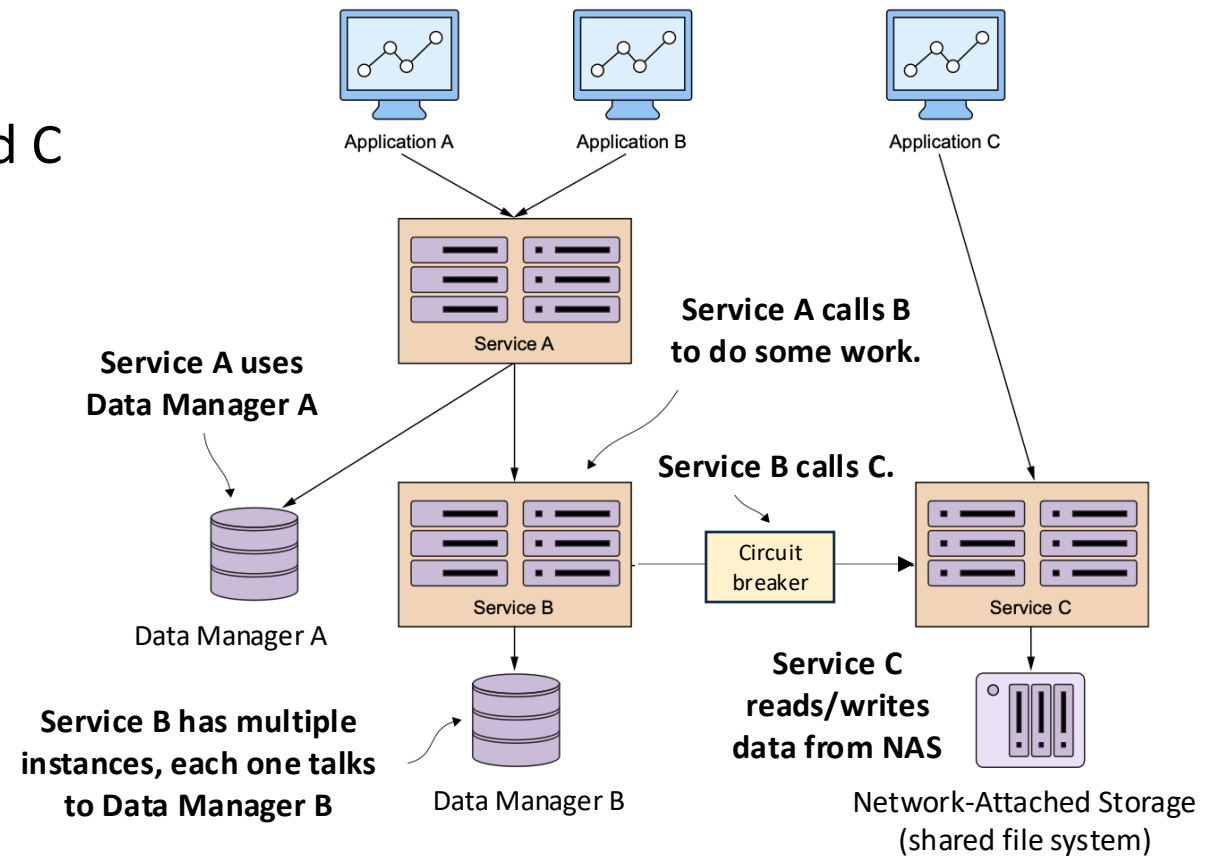 d C
Application A
Application B
Application C
Service A
Service A calls B
to do some work.
Service A uses
Data Manager A
Service B calls C.
Circuit
breaker
Service B
Service C
Data Manager A
Service C
reads/writes
data from NAS
Service B has multiple
instances, each one talks
to Data Manager B
Data Manager B
Network-Attached Storage
(shared file system)